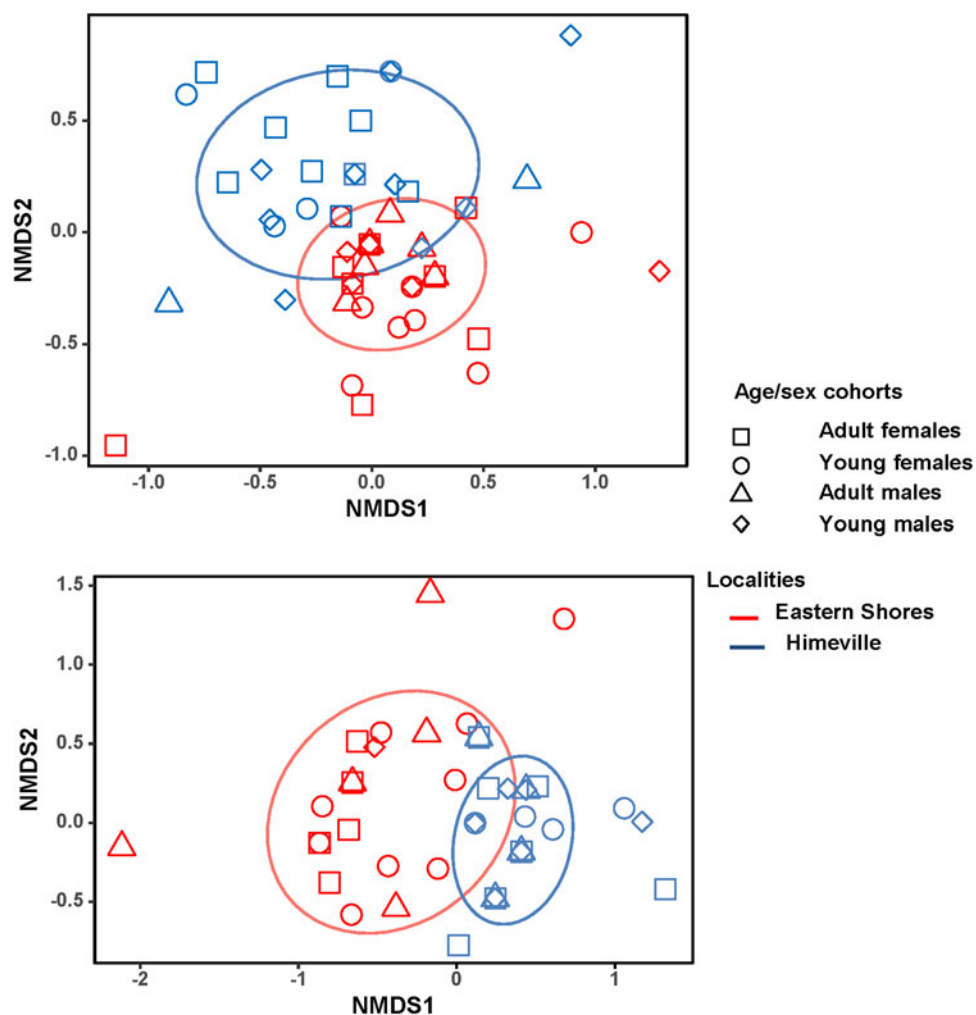 0.5
0.0
-0.5
-1.0
NMDS2
-1.0
-0.5
0.0
0.5
1.0
NMDS1
Age/sex cohorts
Adult females
Young females
Adult males
Young males
Localities
Eastern Shores
Himeville
1.5
1.0
0.5
0.0
-0.5
NMDS2
-2
-1
0
1
NMDS1